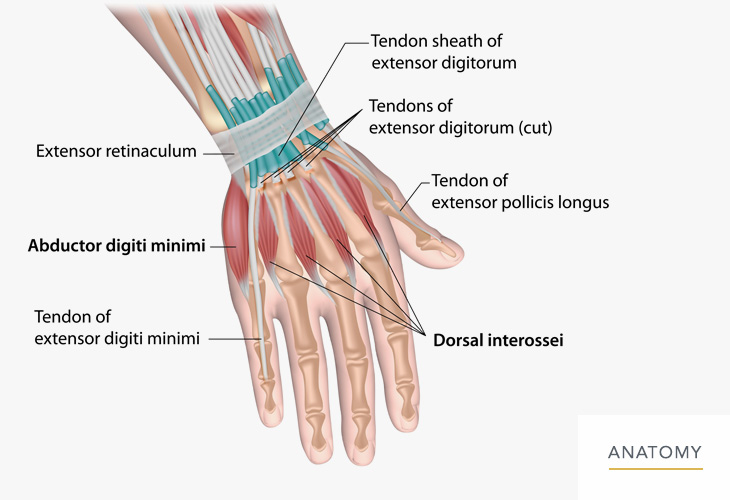 Tendon sheath of
extensor digitorum
Tendons of
extensor digitorum (cut)
Extensor retinaculum
Tendon of
extensor pollicis longus
Abductor digiti minimi
Tendon of
extensor digiti minimi
Dorsal interossei
ANATOMY